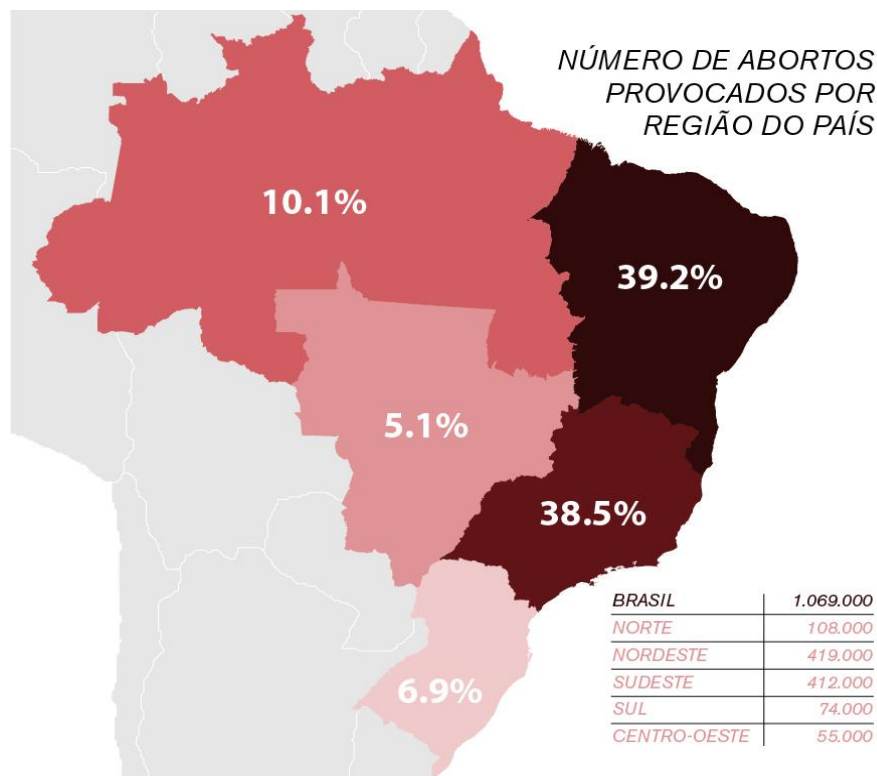 NÚMERO DE ABORTOS
PROVOCADOS POR
REGIÃO DO PAÍS
10.1%
39.2%
5.1%
38.5%
6.9%
BRASIL 1.069.000
NORTE 108.000
NORDESTE 419.000
SUDESTE 412.000
SUL 74.000
CENTRO-OESTE 55.000